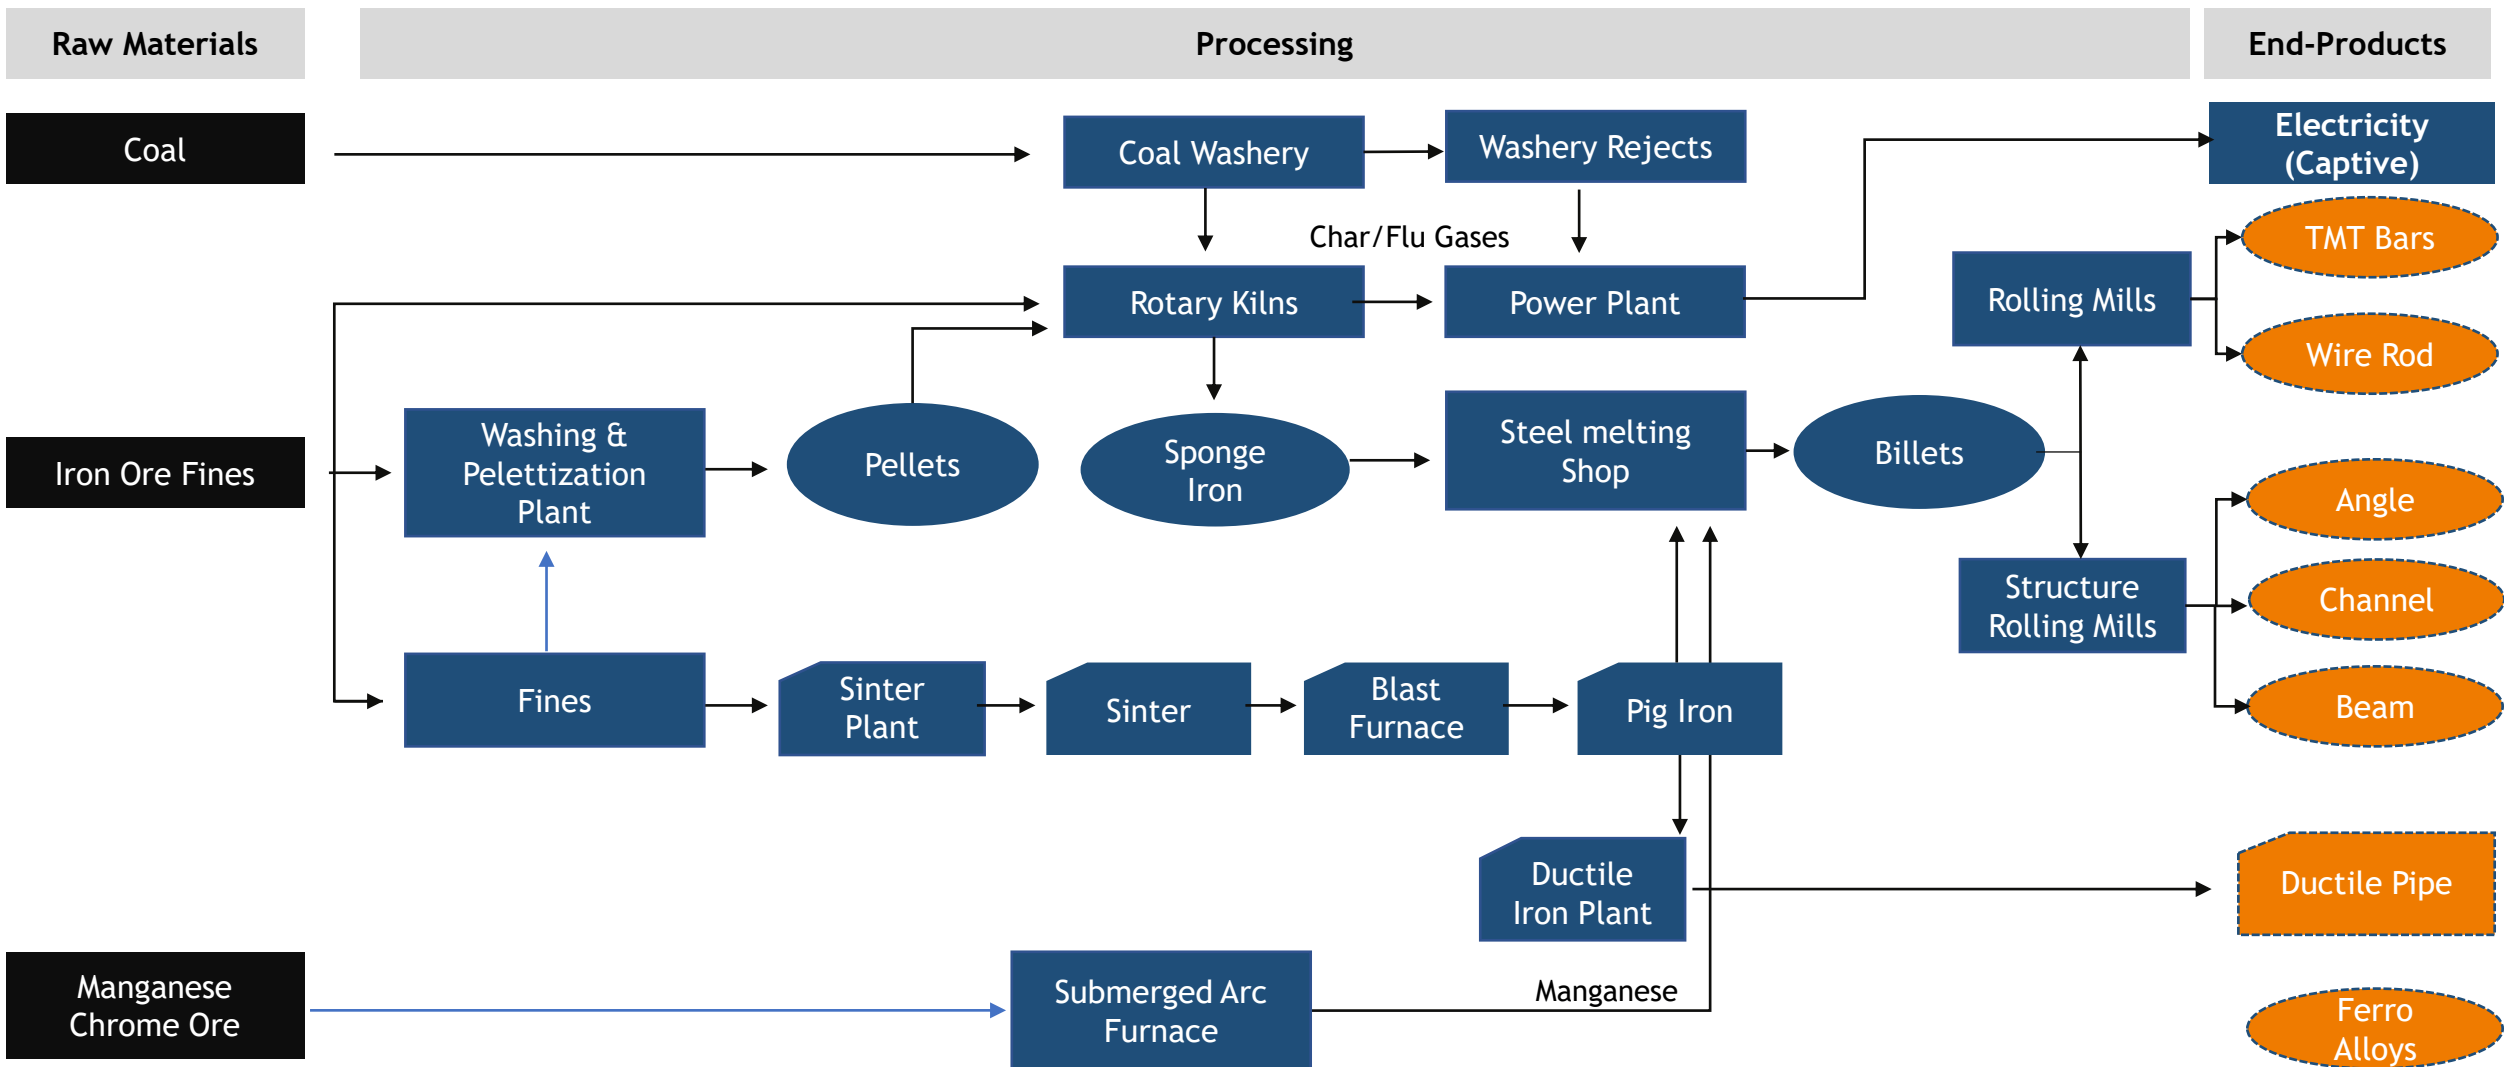 Raw Materials
Processing
End-Products
Coal
Coal Washery
Washery Rejects
Electricity
(Captive)
Char/Flu Gases
TMT Bars
Rotary Kilns
Power Plant
Rolling Mills
Wire Rod
Iron Ore Fines
Washing &
Pelettization
Plant
Pellets
Sponge
Iron
Steel melting
Shop
Billets
Angle
Structure
Rolling Mills
Channel
Beam
Fines
Sinter
Plant
Sinter
Blast
Furnace
Pig Iron
Ductile
Iron Plant
Ductile Pipe
Manganese
Chrome Ore
Submerged Arc
Furnace
Manganese
Ferro
Alloys